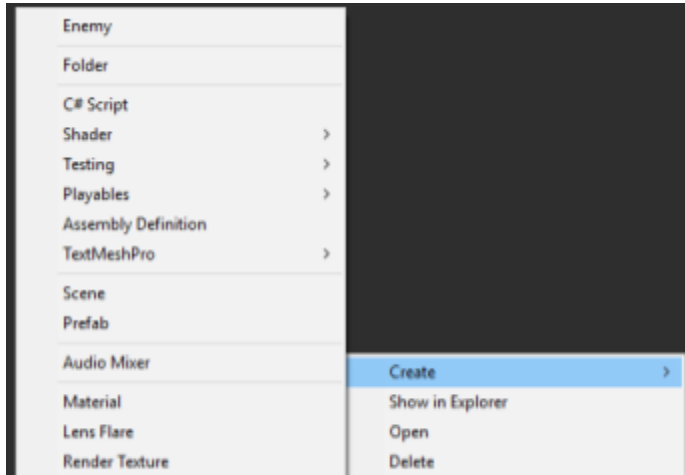 Enemy
Folder
C# Script
Shader
Testing
Playables
Assembly Definition
TextMeshPro
Scene
Prefab
Audio Mixer
Material
Lens Flare
Render Texture
Create
Show in Explorer
Open
Delete